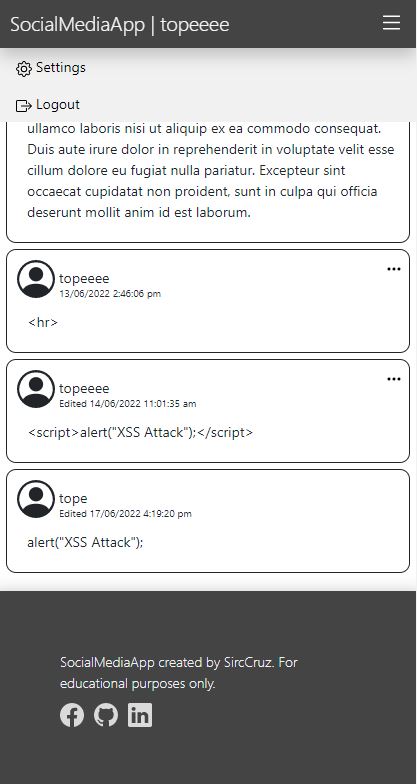 SocialMediaApp | topeeee
Settings
Logout
ullamco laboris nisi ut aliquip ex ea commodo consequat.
Duis aute irure dolor in reprehenderit in voluptate velit esse
cillum dolore eu fugiat nulla pariatur. Excepteur sint
occaecat cupidatat non proident, sunt in culpa qui officia
deserunt mollit anim id est laborum.
topeeee
13/06/2022 2:46:06 pm
<hr>
topeeee
Edited 14/06/2022 11:01:35 am
<script>alert("XSS Attack");</script>
tope
Edited 17/06/2022 4:19:20 pm
alert("XSS Attack");
SocialMediaApp created by SircCruz. For
educational purposes only.